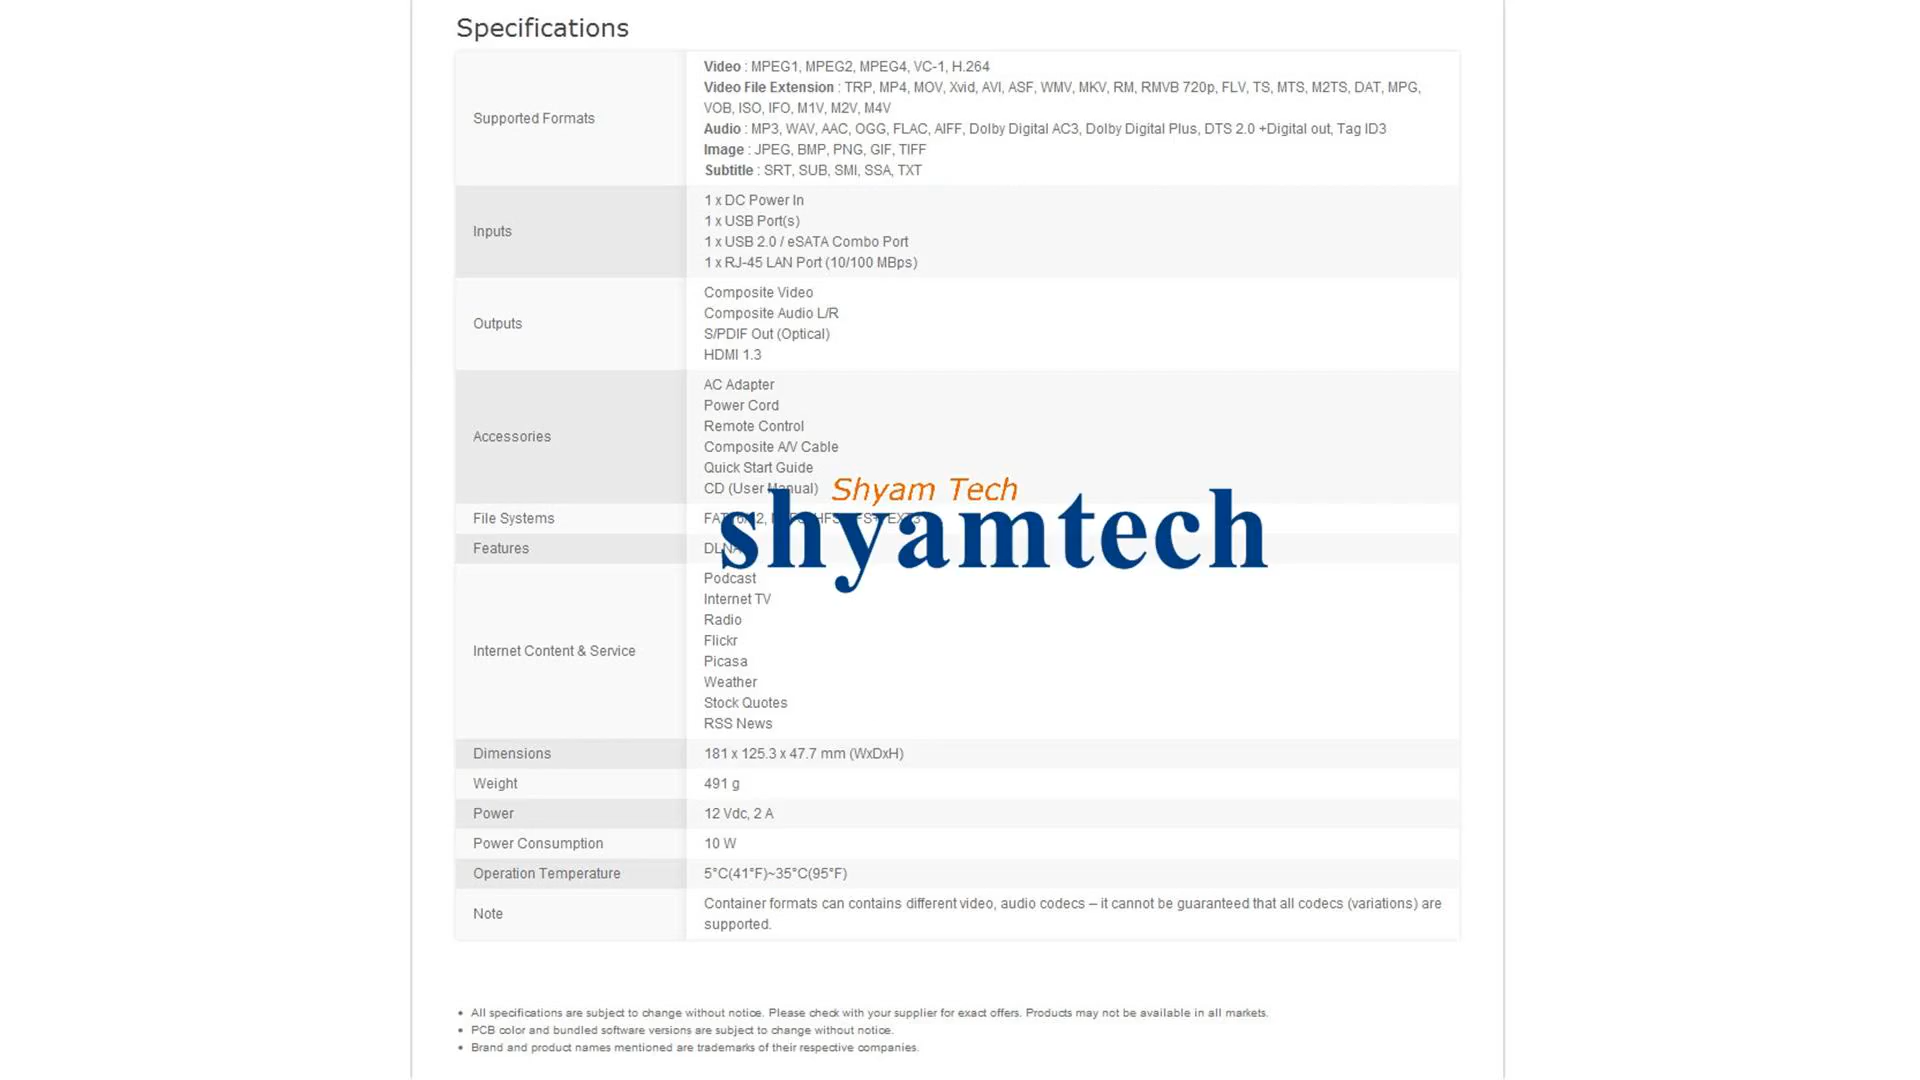 Specifications
Supported Formats
Video : MPEG1, MPEG2, MPEG4, VC-1, H.264
Video File Extension : TRP, MP4, MOV, Xvid, AVI, ASF, WMV, MKV, RM, RMVB 720p, FLV, TS, MTS, M2TS, DAT, MPG,
VOB, ISO, IFO, M1V, M2V, M4V
Audio : MP3, WAV, AAC, OGG, FLAC, AIFF, Dolby Digital AC3, Dolby Digital Plus, DTS 2.0 +Digital out, Tag ID3
Image : JPEG, BMP, PNG, GIF, TIFF
Subtitle : SRT, SUB, SMI, SSA, TXT
Inputs
1 x DC Power In
1 x USB Port(s)
1 x USB 2.0 / eSATA Combo Port
1 x RJ-45 LAN Port (10/100 MBps)
Outputs
Composite Video
Composite Audio L/R
S/PDIF Out (Optical)
HDMI 1.3
Accessories
AC Adapter
Power Cord
Remote Control
Composite A/V Cable
Quick Start Guide
CD (User Manual)
Shyam Tech
shyamtech
File Systems
Features
Internet Content & Service
Podcast
Internet TV
Radio
Flickr
Picasa
Weather
Stock Quotes
RSS News
Dimensions
181 x 125.3 x 47.7 mm (WxDxH)
Weight
491 g
Power
12 Vdc, 2 A
Power Consumption
10 W
Operation Temperature
5°C(41°F)~35°C(95°F)
Note
Container formats can contains different video, audio codecs – it cannot be guaranteed that all codecs (variations) are
supported.
• All specifications are subject to change without notice. Please check with your supplier for exact offers. Products may not be available in all markets.
• PCB color and bundled software versions are subject to change without notice.
• Brand and product names mentioned are trademarks of their respective companies.